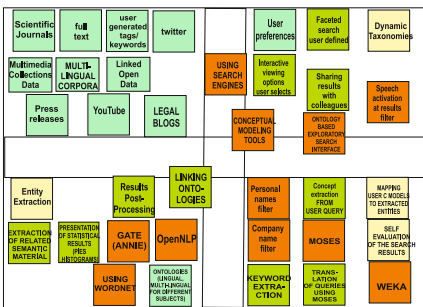 Scientific
Journals
full
text
user
generated
tags/
keywords
twitter
User
preferences
Faceted
search
user defined
Dynamic
Taxonomies
Multimedia
Collections
Data
MULTI-
LINGUAL
CORPORA
Linked
Open
Data
USING
SEARCH
ENGINES
Interactive
viewing
options
user selects
Sharing
results
with
colleagues
Speech
activation
at results
filter
Press
releases
YouTube
LEGAL
BLOGS
CONCEPTUAL
MODELING
TOOLS
ONTOLOGY
BASED
EXPLORATORY
SEARCH
INTERFACE
Entity
Extraction
Results
Post-
Processing
LINKING
ONTO-
LOGIES
Personal
names
filter
Concept
extraction
FROM
USER QUERY
MAPPING
USER C MODELS
TO EXTRACTED
ENTITIES
EXTRACTION
OF RELATED
SEMANTIC
MATERIAL
PRESENTATION
OF STATISTICAL
RESULTS
(PIES
HISTOGRAMS)
GATE
(ANNIE)
OpenNLP
Company
name
filter
MOSES
SELF
EVALUATION
OF THE SEARCH
RESULTS
USING
WORDNET
ONTOLOGIES
(LINGUAL,
MULTI-LINGUAL
FOR DIFFERENT
SUBJECTS)
KEYWORD
EXTRA-
CTION
TRANS-
LATION
OF QUERIES
USING
MOSES
WEKA